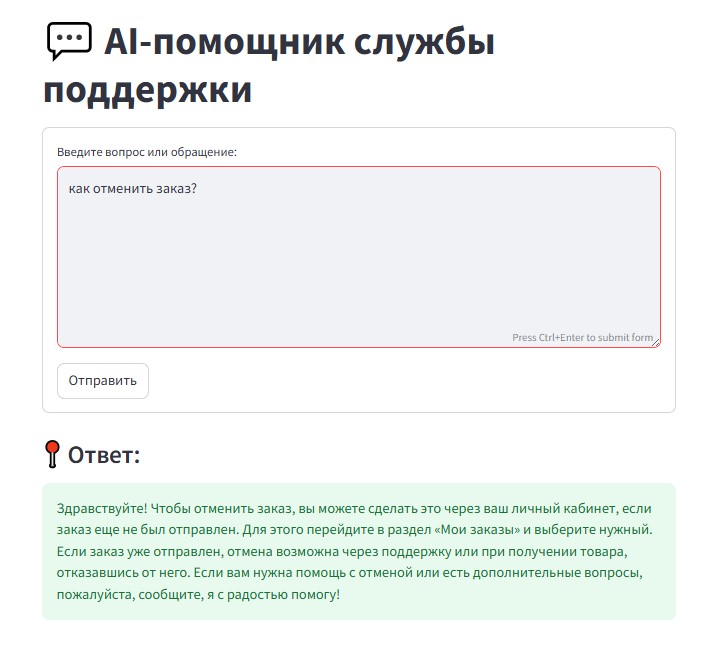 AI-помощник службы
поддержки
Введите вопрос или обращение:
как отменить заказ?
Press Ctrl+Enter to submit form
Отправить
Ответ:
Здравствуйте! Чтобы отменить заказ, вы можете сделать это через ваш личный кабинет, если
заказ еще не был отправлен. Для этого перейдите в раздел «Мои заказы» и выберите нужный.
Если заказ уже отправлен, отмена возможна через поддержку или при получении товара,
отказавшись от него. Если вам нужна помощь с отменой или есть дополнительные вопросы,
пожалуйста, сообщите, я с радостью помогу!